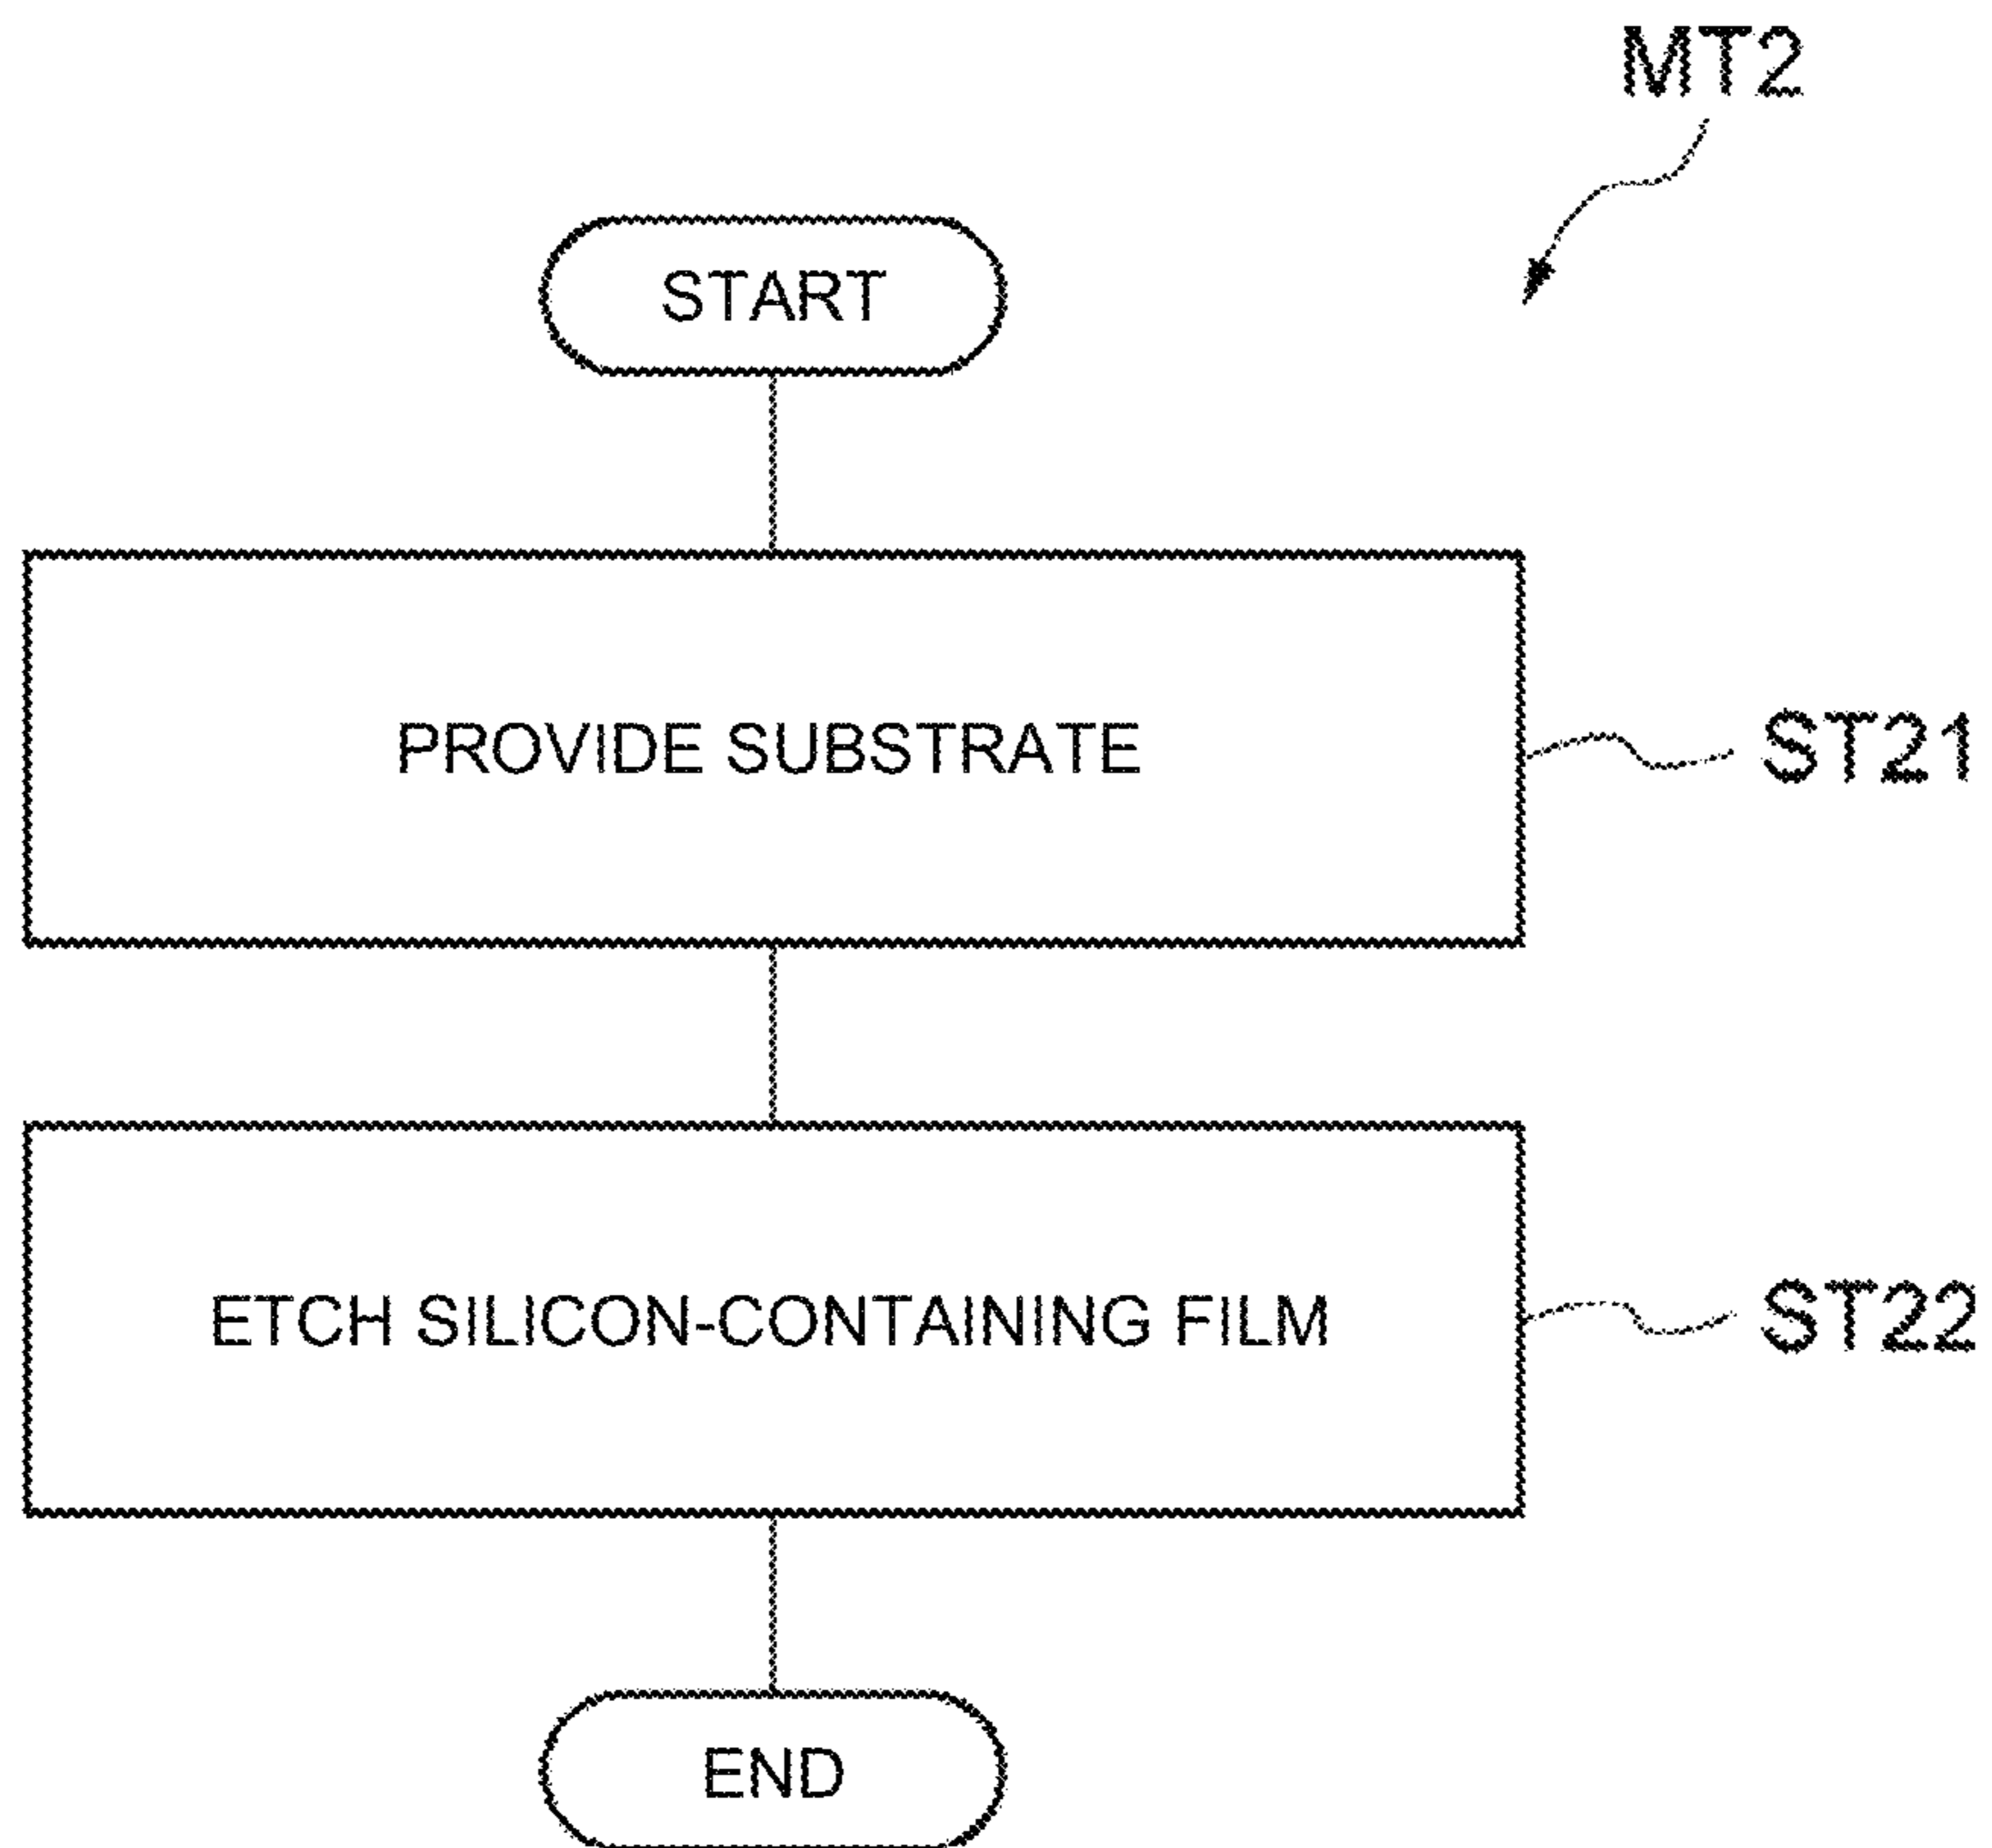 MT2
START
PROVIDE SUBSTRATE
ST21
ETCH SILICON-CONTAINING FILM
ST22
END